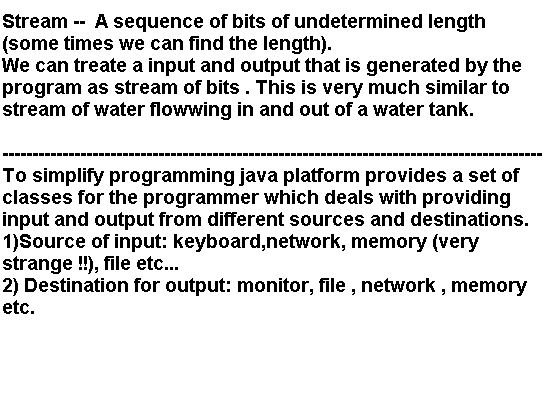 Stream --  A sequence of bits of undetermined length
(some times we can find the length).
We can treate a input and output that is generated by the
program as stream of bits . This is very much similar to
stream of water flowwing in and out of a water tank.
------------------------------------------------------------------------------------------
To simplify programming java platform provides a set of
classes for the programmer which deals with providing
input and output from different sources and destinations.
1)Source of input: keyboard,network, memory (very
strange !!), file etc...
2) Destination for output: monitor, file , network , memory
etc.